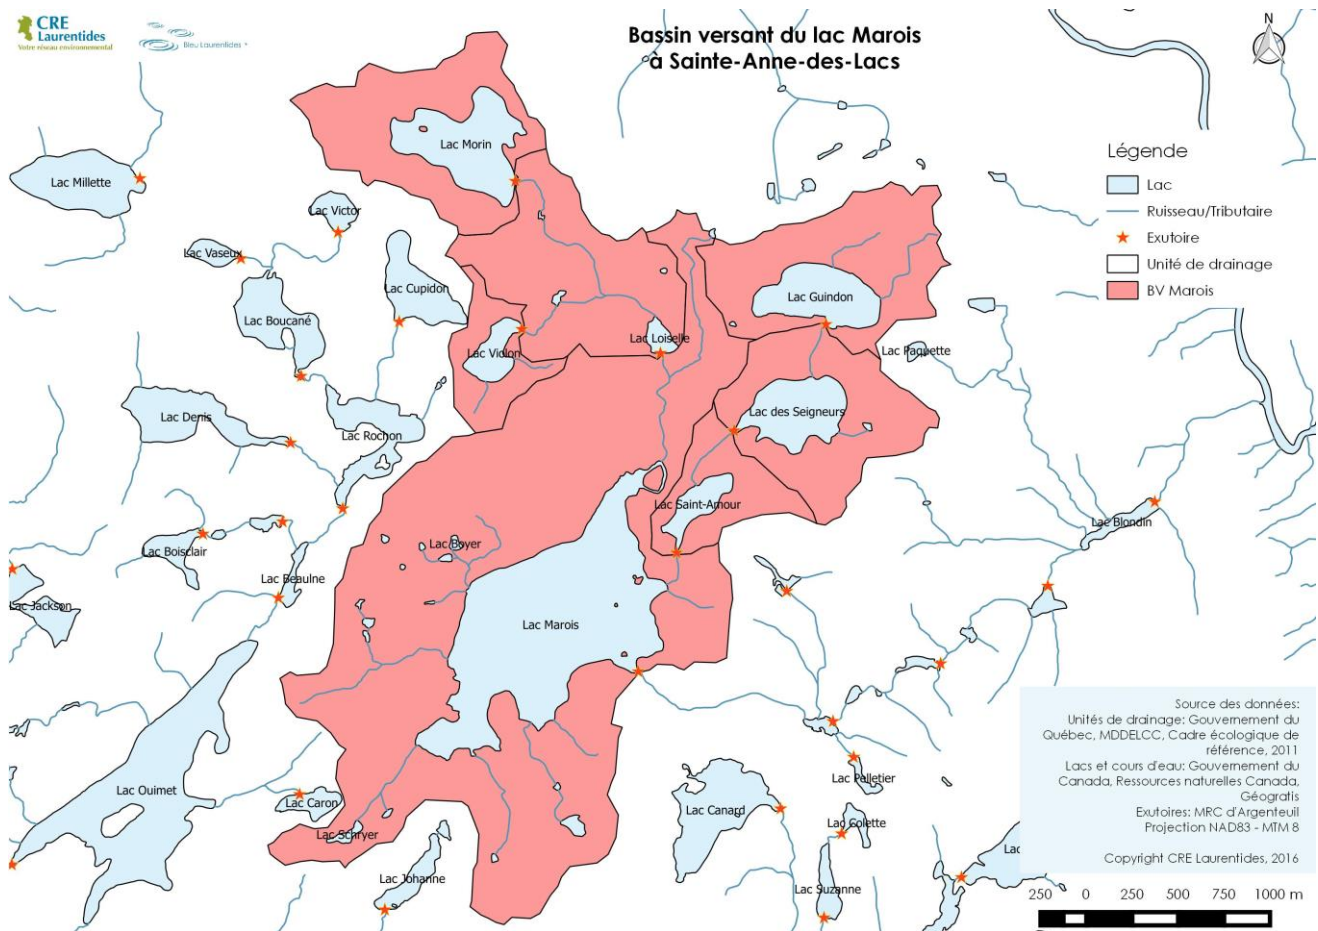 CRE
Laurentides
Votre réseau environnemental
Bleu Laurentides
Bassin versant du lac Marois
à Sainte-Anne-des-Lacs
N
Légende
Lac
Ruisseau/Tributaire
Exutoire
Unité de drainage
BV Marois
Lac Morin
Lac Millette
Lac Victor
Lac Vaseux
Lac Cupidon
Lac Guindon
Lac Boucané
Lac Violon
Lac Loiselle
Lac Paquette
Lac Denis
Lac Rochon
Lac des Seigneurs
Lac Saint-Amour
Lac Blondin
Lac Boyer
Lac Boisclair
Lac Beaulne
Lac Jackson
Lac Marois
Lac Ouimet
Lac Caron
Lac Schryer
Lac Johanne
Lac Canard
Lac Pelletier
Lac Colette
Lac Suzanne
Lac
Source des données:
Unités de drainage: Gouvernement du
Québec, MDDELCC, Cadre écologique de
référence, 2011
Lacs et cours d'eau: Gouvernement du
Canada, Ressources naturelles Canada,
Géogratis
Exutoires: MRC d'Argenteuil
Projection NAD83 - MTM 8
Copyright CRE Laurentides, 2016
250 0 250 500 750 1000 m